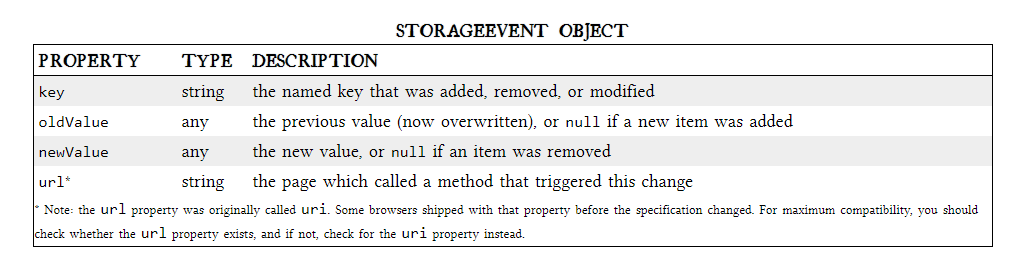 STORAGEEVENT OBJECT
PROPERTY TYPE DESCRIPTION
key string the named key that was added, removed, or modified
oldValue any the previous value (now overwritten), or null if a new item was added
newValue any the new value, or null if an item was removed
url* string the page which called a method that triggered this change
* Note: the url property was originally called uri. Some browsers shipped with that property before the specification changed. For maximum compatibility, you should
check whether the url property exists, and if not, check for the uri property instead.